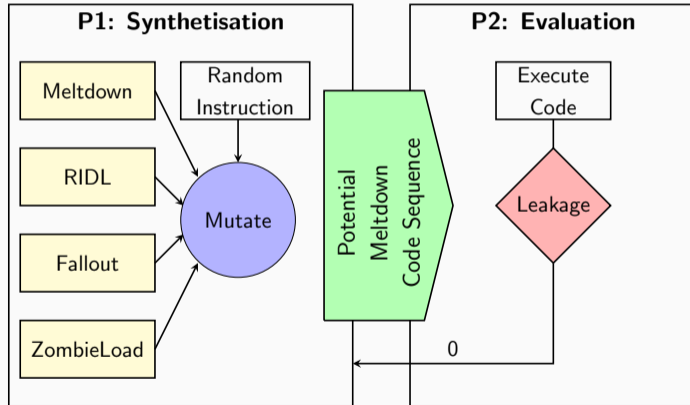 P1: Synthetisation
P2: Evaluation
Meltdown
Random
Instruction
RIDL
Fallout
ZombieLoad
Mutate
Potential
Meltdown
Code Sequence
Execute
Code
Leakage
0